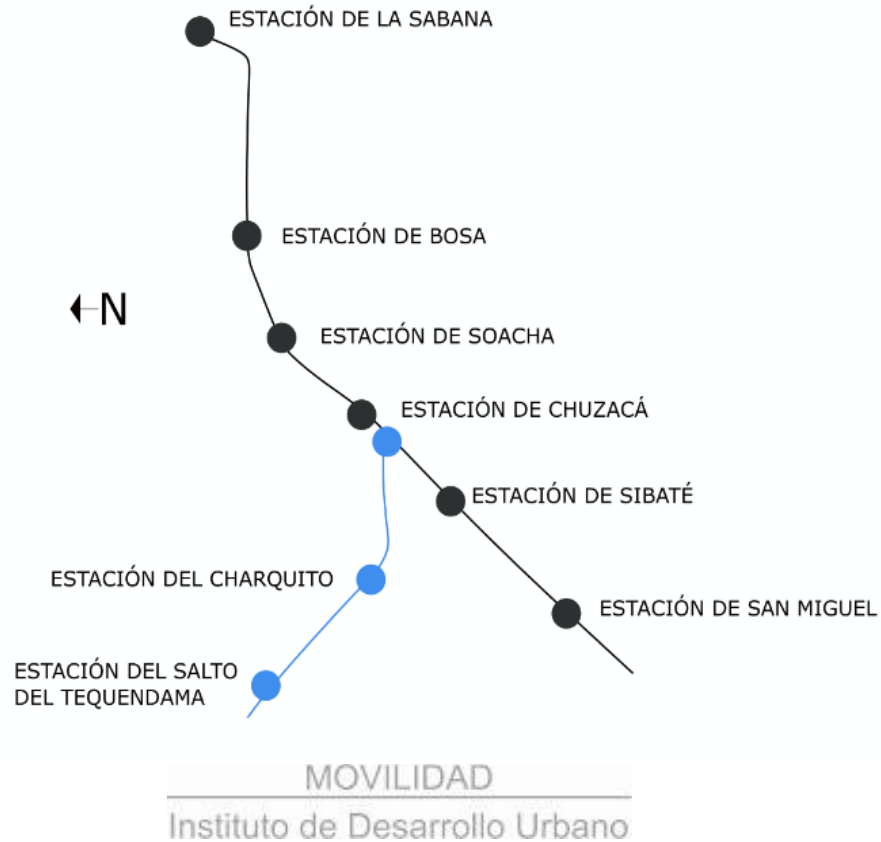 ESTACIÓN DE LA SABANA
ESTACIÓN DE BOSA
N
ESTACIÓN DE SOACHA
ESTACIÓN DE CHUZACÁ
ESTACIÓN DE SIBATÉ
ESTACIÓN DEL CHARQUITO
ESTACIÓN DE SAN MIGUEL
ESTACIÓN DEL SALTO
DEL TEQUENDAMA
MOVILIDAD
Instituto de Desarrollo Urbano